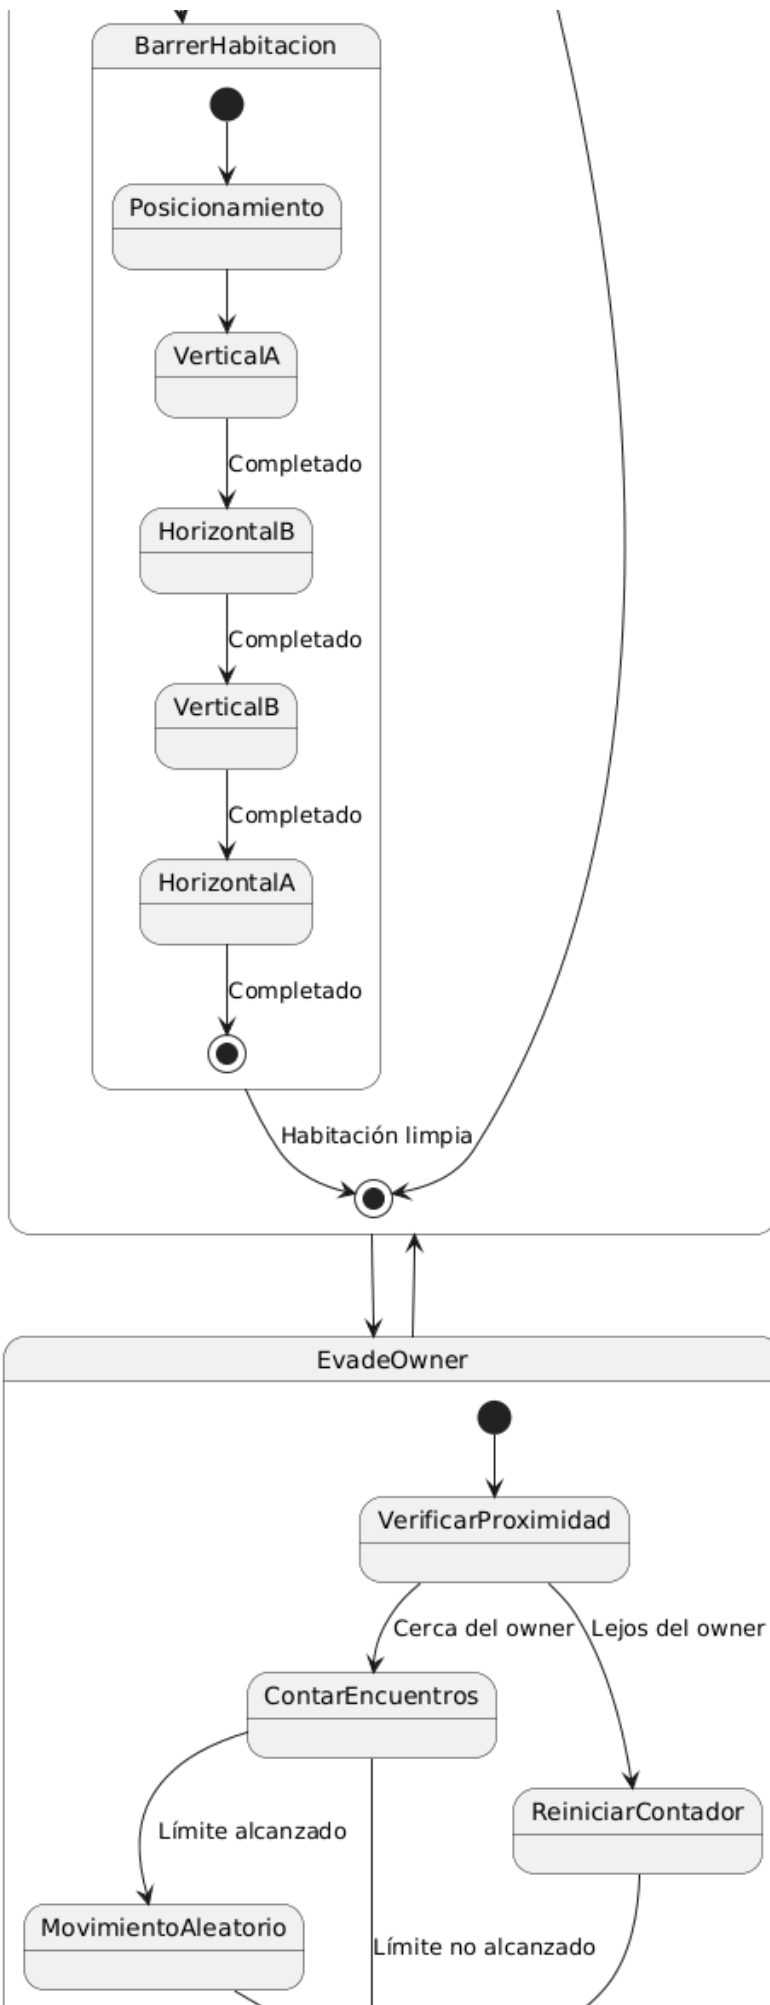 BarrerHabitacion
Posicionamiento
VerticalA
Completado
HorizontalB
Completado
VerticalB
Completado
HorizontalA
Completado
Habitación limpia
EvadeOwner
VerificarProximidad
Cerca del owner
Lejos del owner
ContarEncuentros
ReiniciarContador
Límite alcanzado
MovimientoAleatorio
Límite no alcanzado